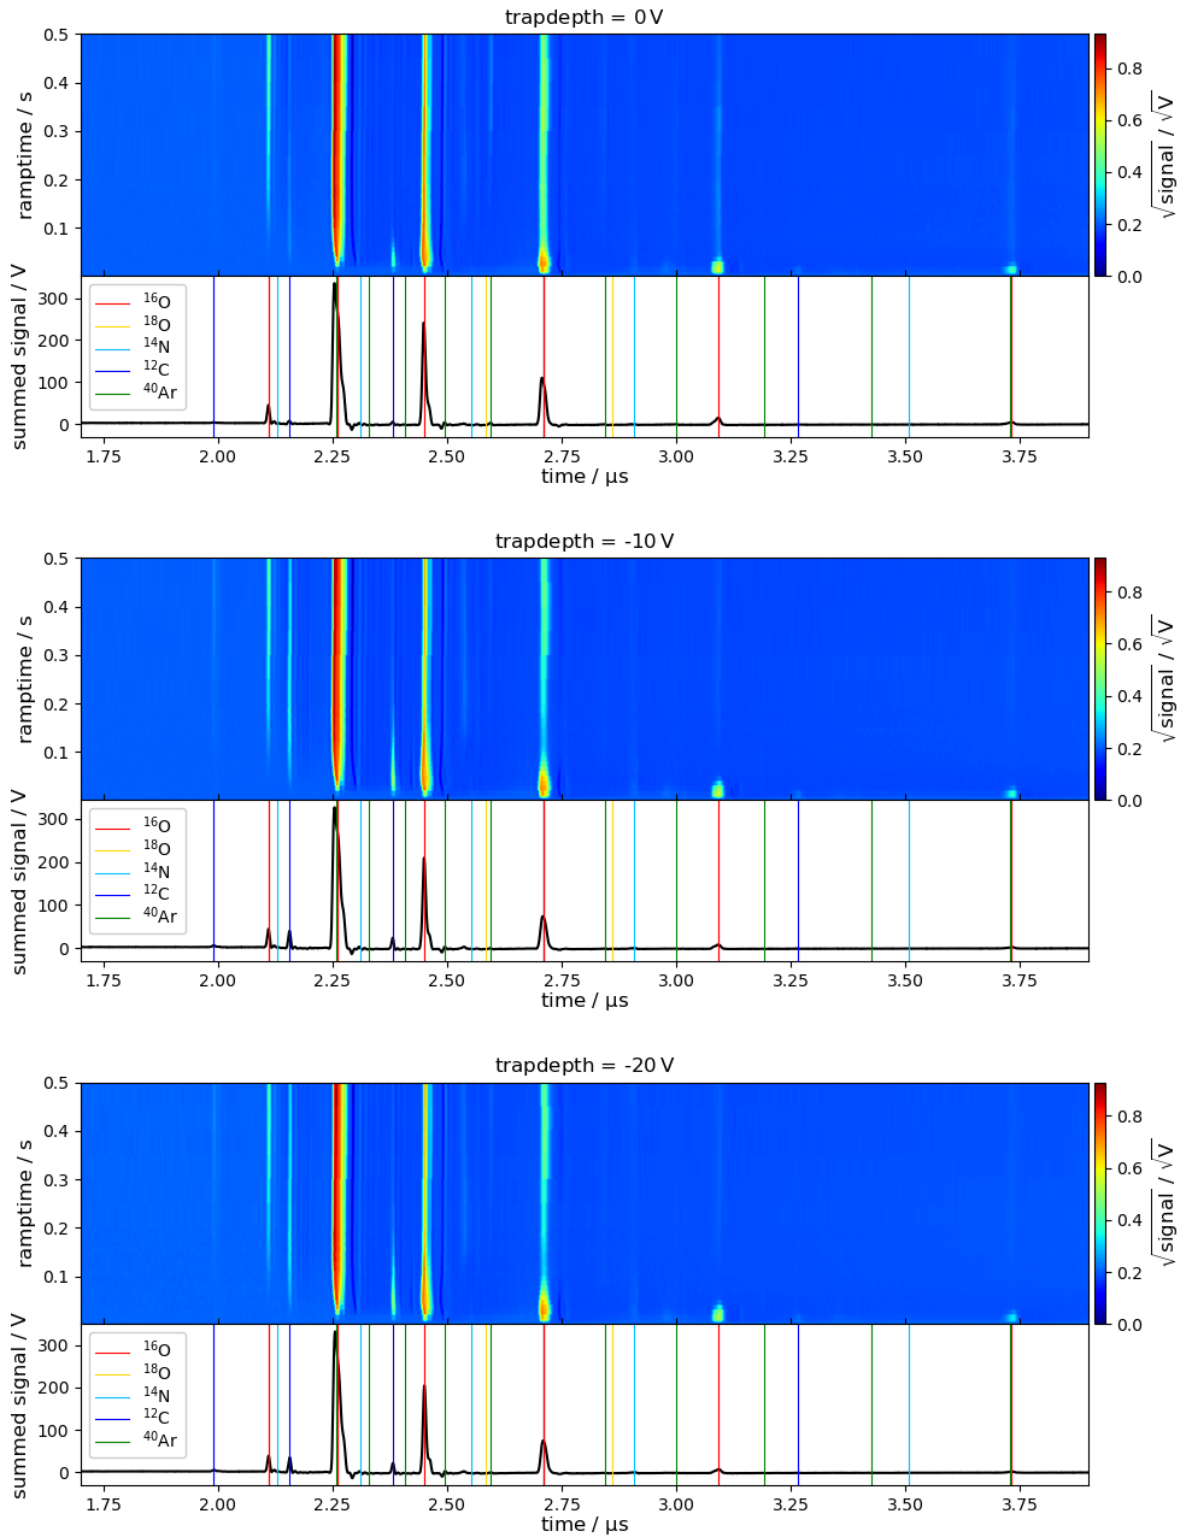 trapdepth = 0 V
0.5
0.4
0.3
0.2
0.1
ramptime / s
0.8
0.6
0.4
0.2
0.0
√signal / √V
300
200
100
0
summed signal / V
¹⁶O
¹⁸O
¹⁴N
¹²C
⁴⁰Ar
1.75 2.00 2.25 2.50 2.75 3.00 3.25 3.50 3.75
time / µs
trapdepth = -10 V
0.5
0.4
0.3
0.2
0.1
ramptime / s
0.8
0.6
0.4
0.2
0.0
√signal / √V
300
200
100
0
summed signal / V
¹⁶O
¹⁸O
¹⁴N
¹²C
⁴⁰Ar
1.75 2.00 2.25 2.50 2.75 3.00 3.25 3.50 3.75
time / µs
trapdepth = -20 V
0.5
0.4
0.3
0.2
0.1
ramptime / s
0.8
0.6
0.4
0.2
0.0
√signal / √V
300
200
100
0
summed signal / V
¹⁶O
¹⁸O
¹⁴N
¹²C
⁴⁰Ar
1.75 2.00 2.25 2.50 2.75 3.00 3.25 3.50 3.75
time / µs